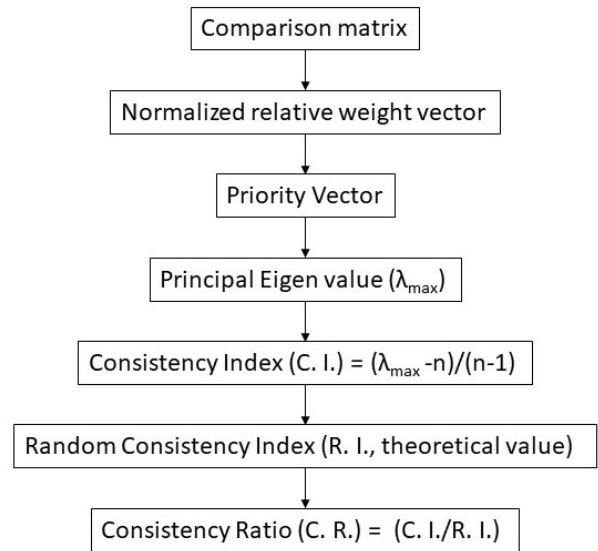 Comparison matrix
Normalized relative weight vector
Priority Vector
Principal Eigen value (λmax)
Consistency Index (C. I.) = (λmax -n)/(n-1)
Random Consistency Index (R. I., theoretical value)
Consistency Ratio (C. R.) = (C. I./R. I.)